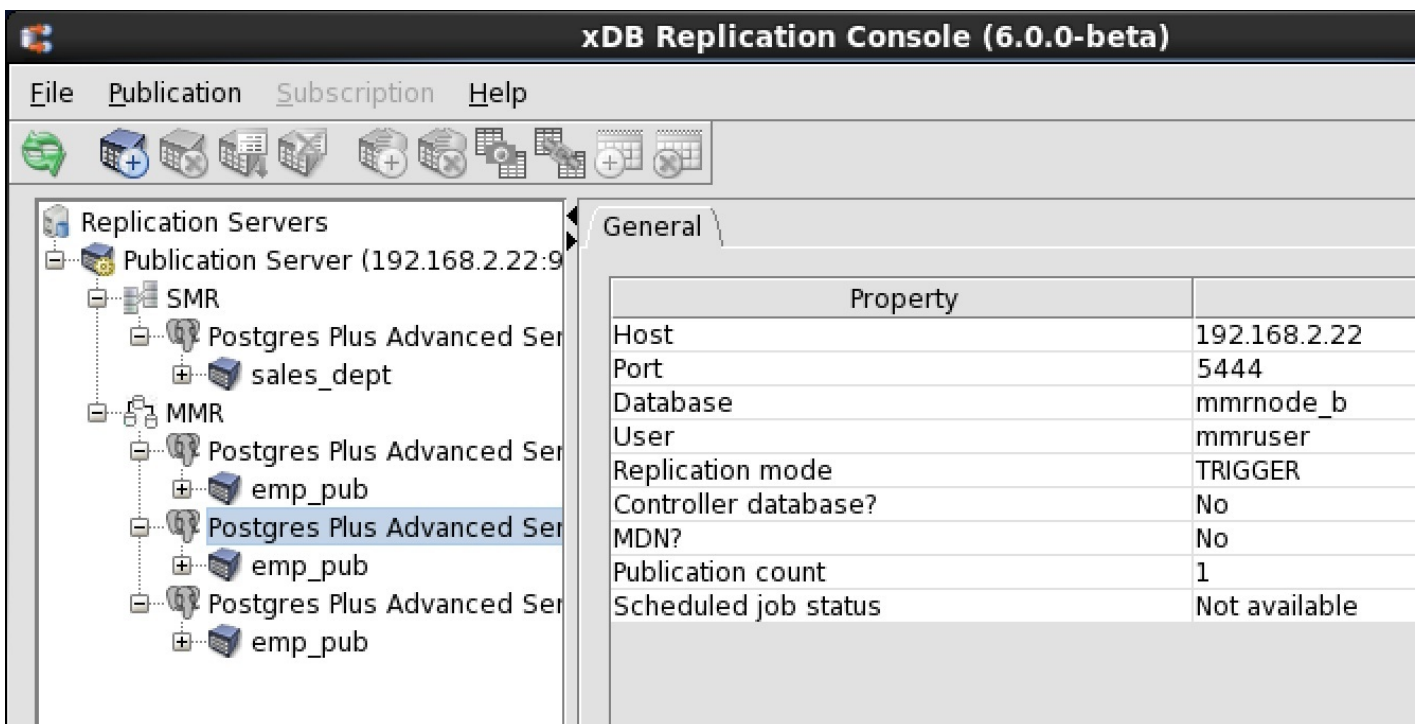 xDB Replication Console (6.0.0-beta)
File Publication Subscription Help
Replication Servers
Publication Server (192.168.2.22:9
SMR
Postgres Plus Advanced Ser
sales_dept
MMR
Postgres Plus Advanced Ser
emp_pub
Postgres Plus Advanced Ser
emp_pub
Postgres Plus Advanced Ser
emp_pub
General
Property
Host 192.168.2.22
Port 5444
Database mmrnode_b
User mmruser
Replication mode TRIGGER
Controller database? No
MDN? No
Publication count 1
Scheduled job status Not available